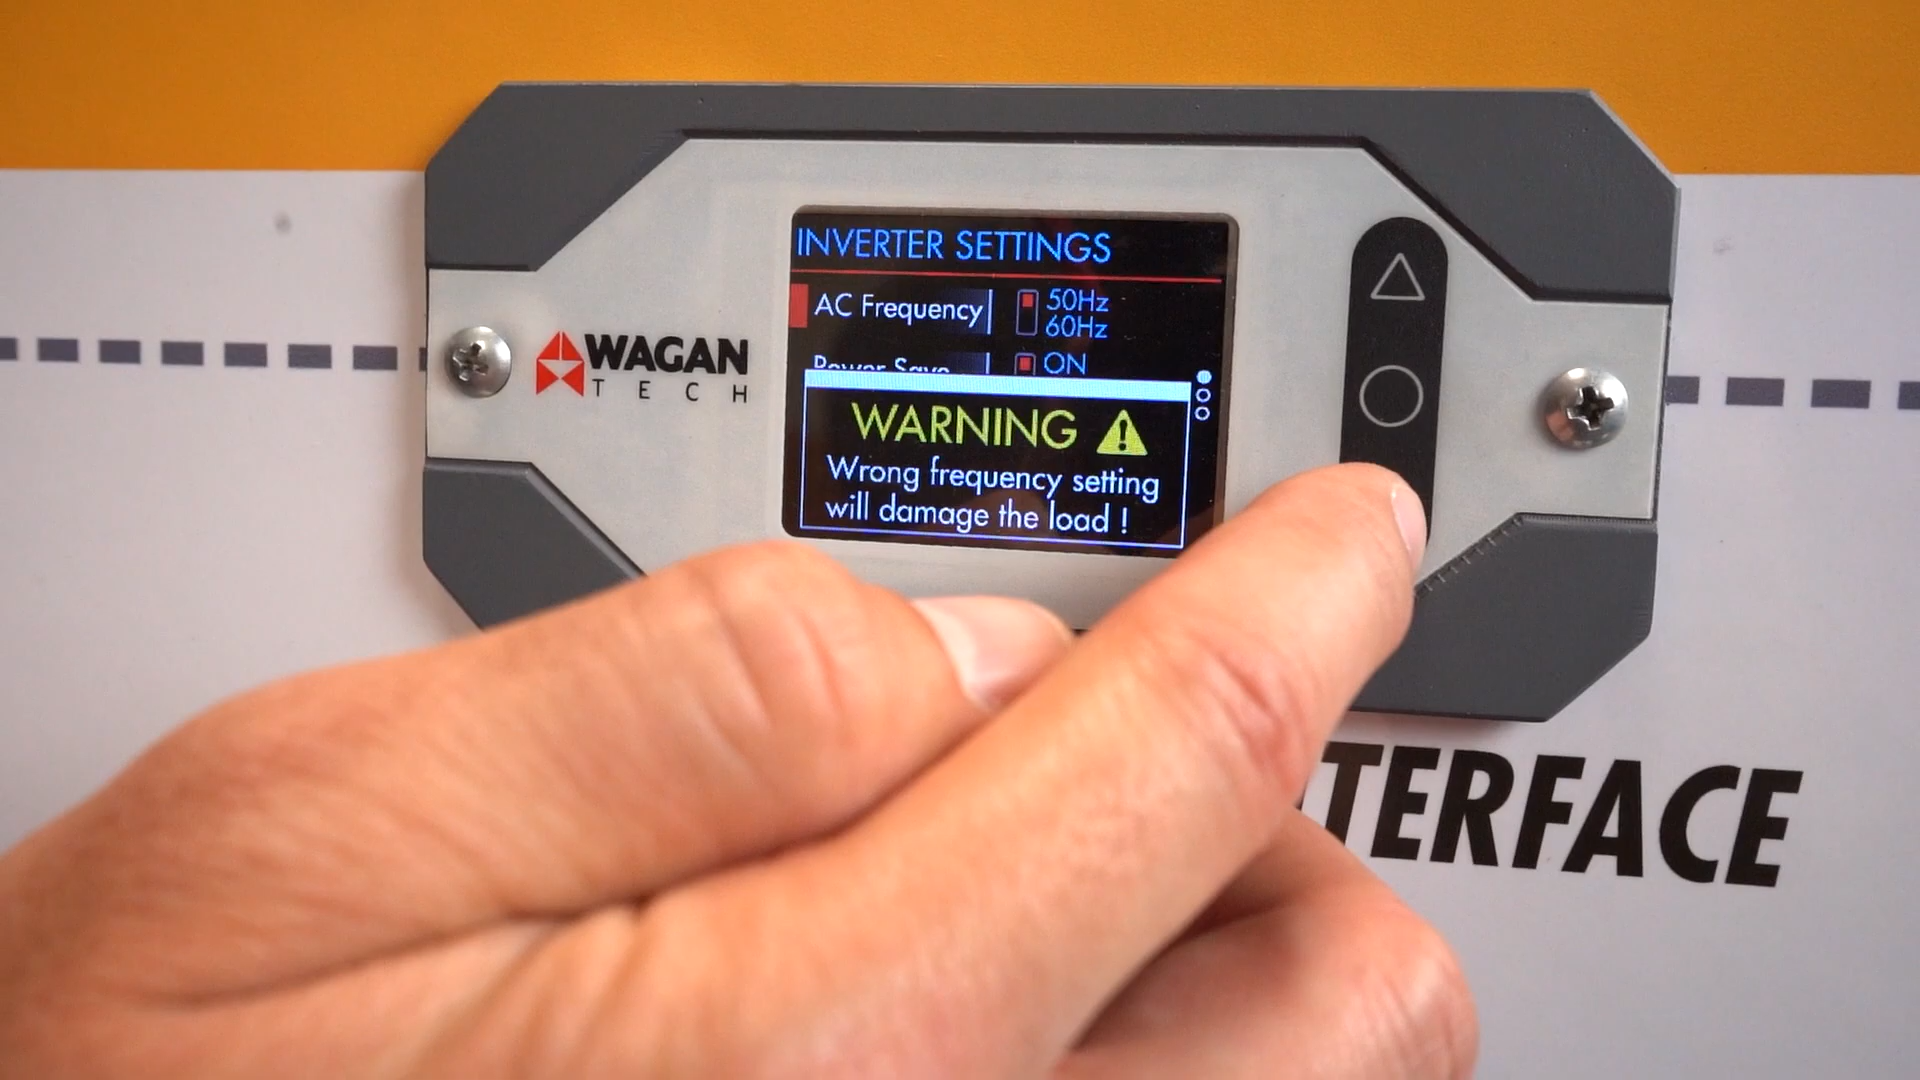 INVERTER SETTINGS
AC Frequency
50Hz
60Hz
Power Save
ON
WARNING
Wrong frequency setting
will damage the load !
WAGAN
TECH